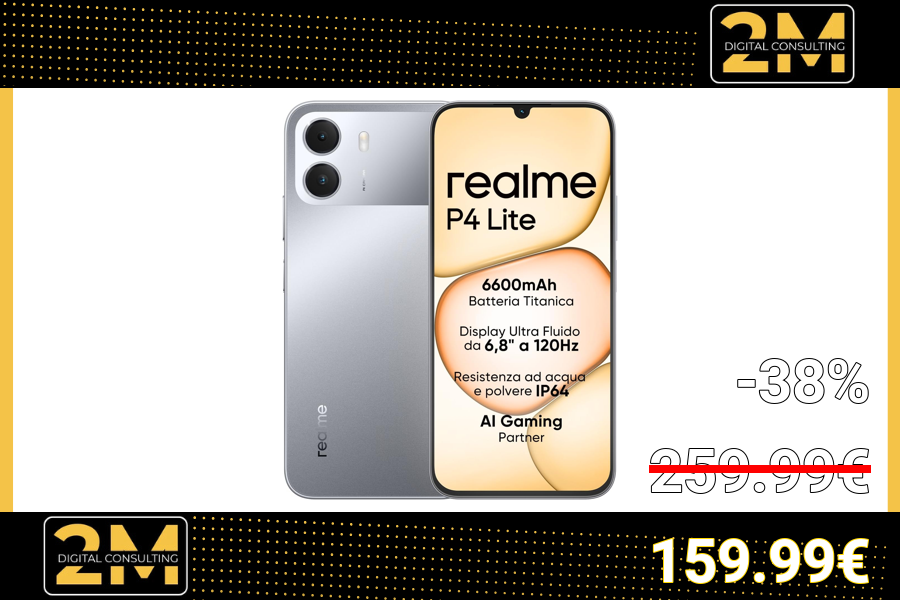 2M
DIGITAL CONSULTING
realme
P4 Lite
6600mAh
Batteria Titanica
Display Ultra Fluido
da 6,8" a 120Hz
Resistenza ad acqua
e polvere IP64
AI Gaming
Partner
realme
-38%
259.99€
2M
DIGITAL CONSULTING
159.99€